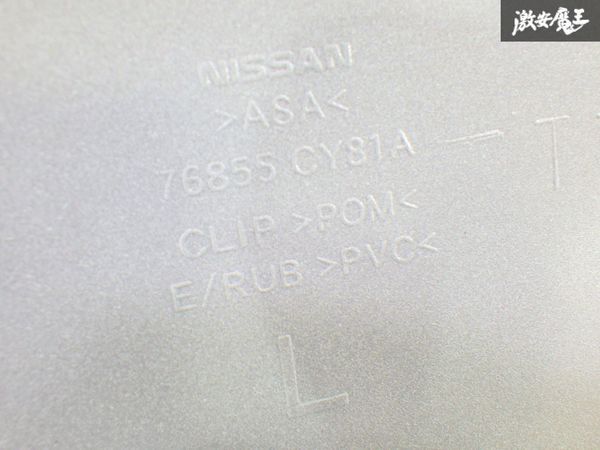 激安魔王
NISSAN
>ASA<
76855 CY81A — T
CLIP >POM<
E/RUB >PVC<
L